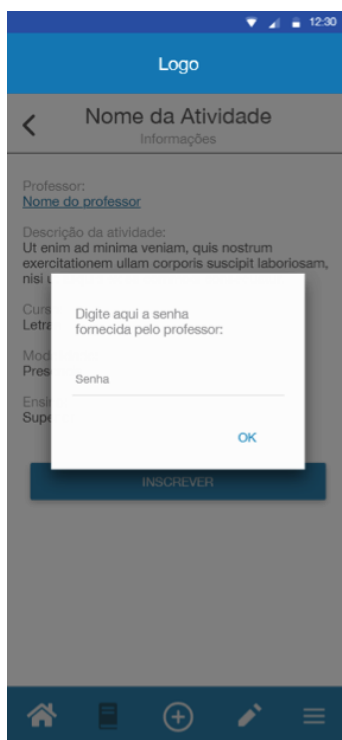 12:30
Logo
Nome da Atividade
Informações
Professor:
Nome do professor
Descrição da atividade:
Ut enim ad minima veniam, quis nostrum
exercitationem ullam corporis suscipit laboriosam,
nisi
Digite aqui a senha
fornecida pelo professor:
Senha
OK
INSCREVER